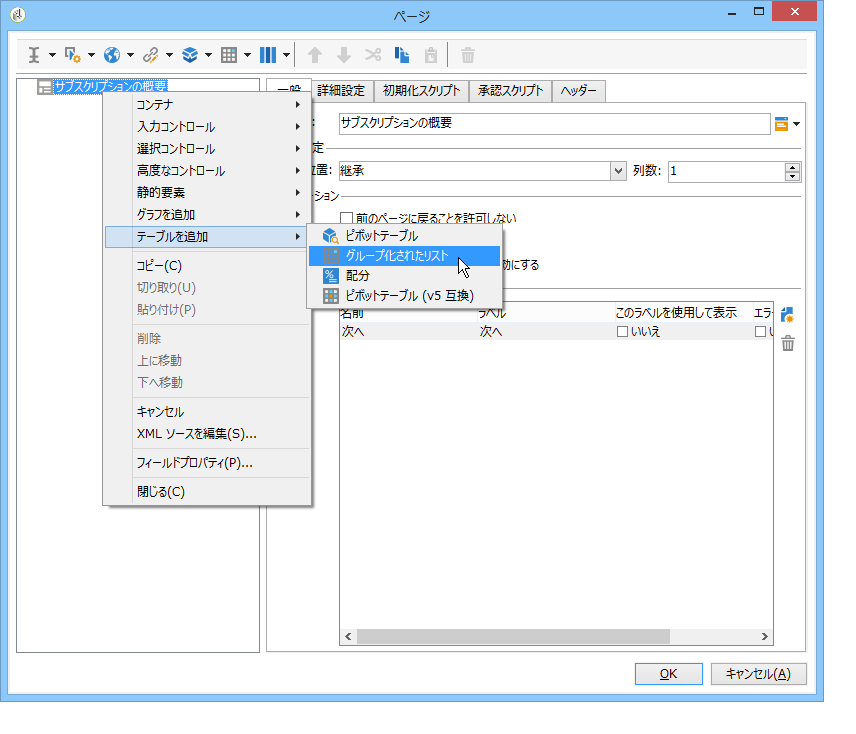 ページ
サブスクリプションの概要
一般 詳細設定 初期化スクリプト 承認スクリプト ヘッダー
: サブスクリプションの概要
定
位置: 継承 列数: 1
ション
前のページに戻ることを許可しない
効にする
コンテナ
入力コントロール
選択コントロール
高度なコントロール
静的要素
グラフを追加
テーブルを追加
コピー(C)
切り取り(U)
貼り付け(P)
削除
上に移動
下へ移動
キャンセル
XML ソースを編集(S)...
フィールドプロパティ(P)...
閉じる(C)
ピボットテーブル
グループ化されたリスト
配分
ピボットテーブル (v5 互換)
名前 ラベル このラベルを使用して表示 エラー
次へ 次へ いいえ い
OK キャンセル(A)